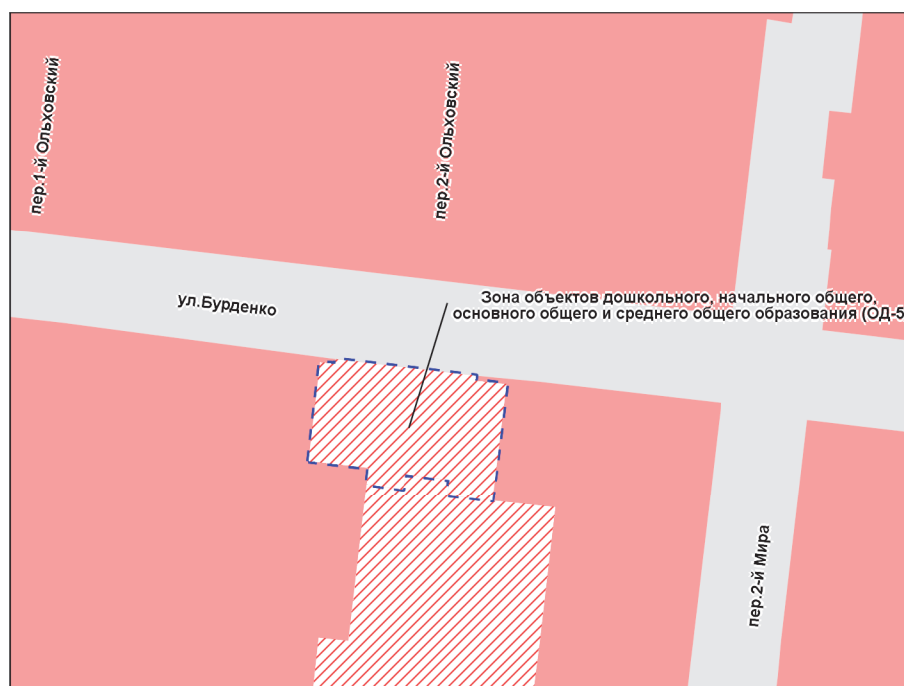 пер.1-й Ольховский
пер.2-й Ольховский
ул.Бурденко
Зона объектов дошкольного, начального общего,
основного общего и среднего общего образования (ОД-5
пер.2-й Мира